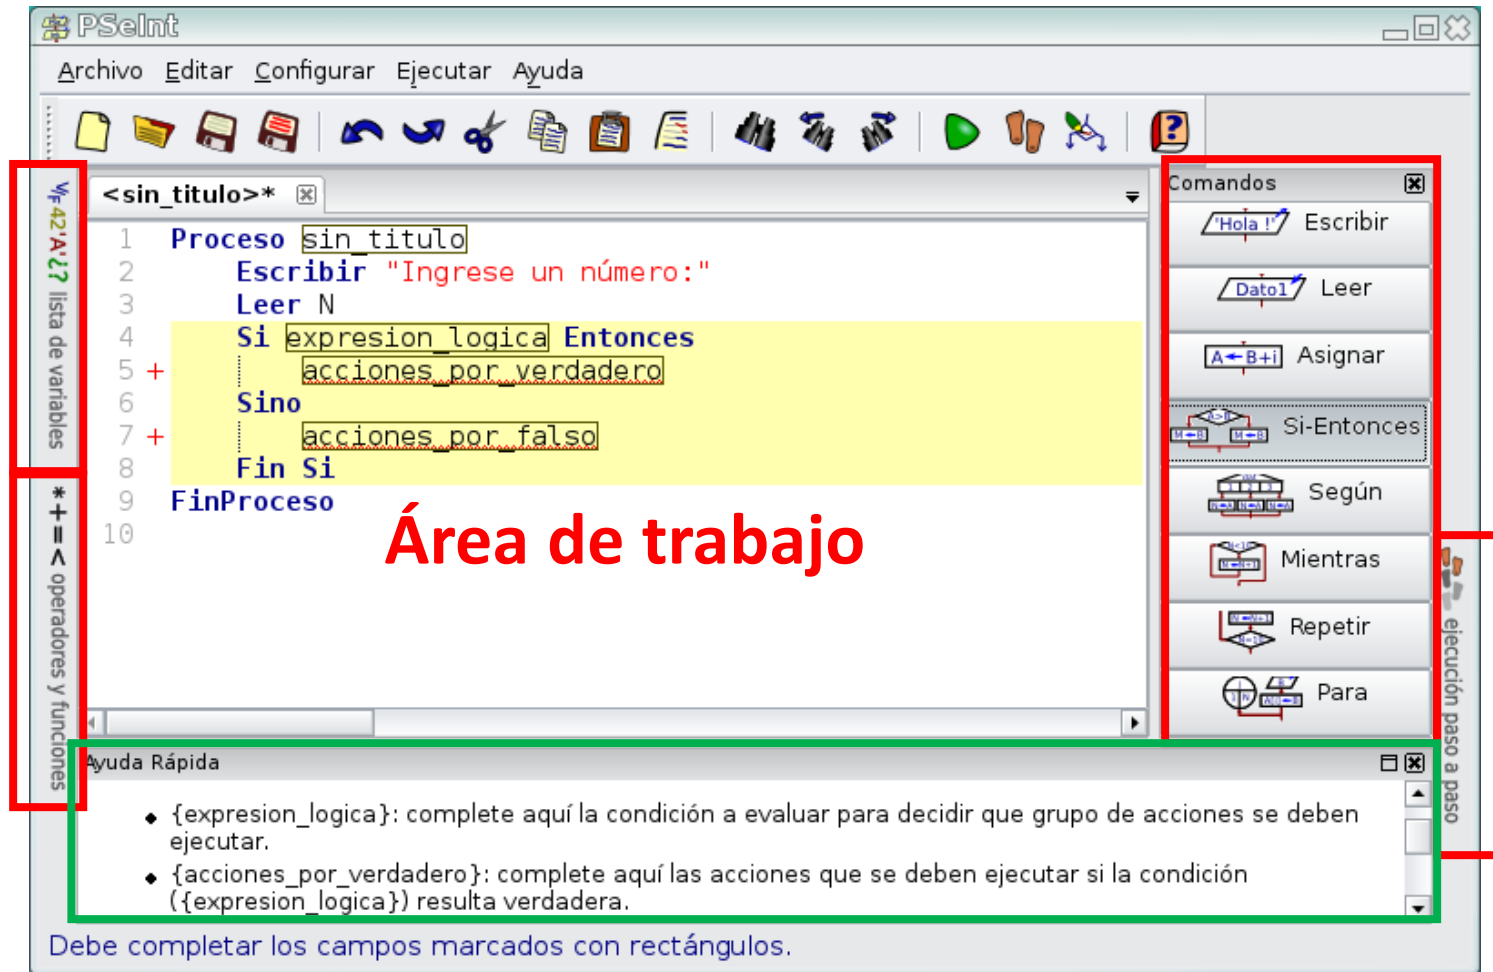 PSeInt
Archivo Editar Configurar Ejecutar Ayuda
<sin_titulo>*
1 Proceso sin_titulo
2 Escribir "Ingrese un número:"
3 Leer N
4 Si expresion_logica Entonces
5 + acciones_por_verdadero
6 Sino
7 + acciones_por_falso
8 Fin Si
9 FinProceso
10
Área de trabajo
V/F 42 'A' ¿? lista de variables
*+=< operadores y funciones
Comandos
'Hola !' Escribir
Dato1 Leer
A←B+i Asignar
Si-Entonces
Según
Mientras
Repetir
Para
ejecución paso a paso
Ayuda Rápida
• {expresion_logica}: complete aquí la condición a evaluar para decidir que grupo de acciones se deben
ejecutar.
• {acciones_por_verdadero}: complete aquí las acciones que se deben ejecutar si la condición
({expresion_logica}) resulta verdadera.
Debe completar los campos marcados con rectángulos.